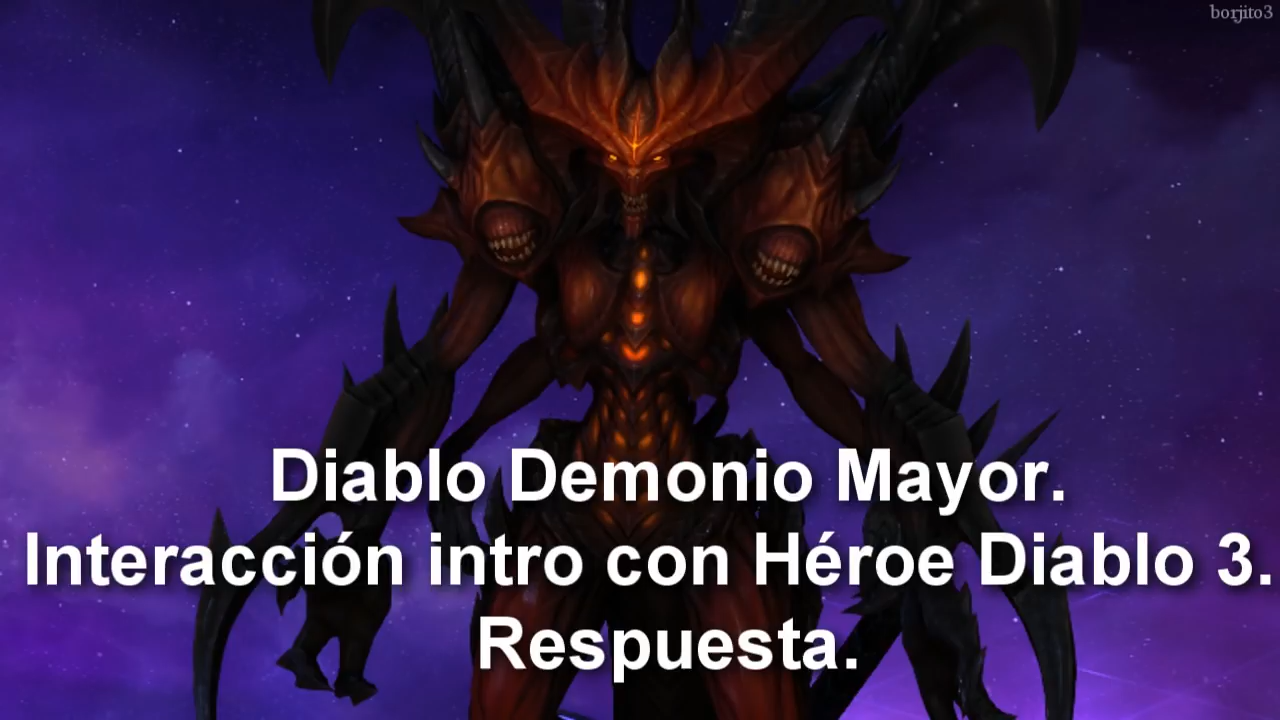 borjito3
Diablo Demonio Mayor.
Interacción intro con Héroe Diablo 3.
Respuesta.